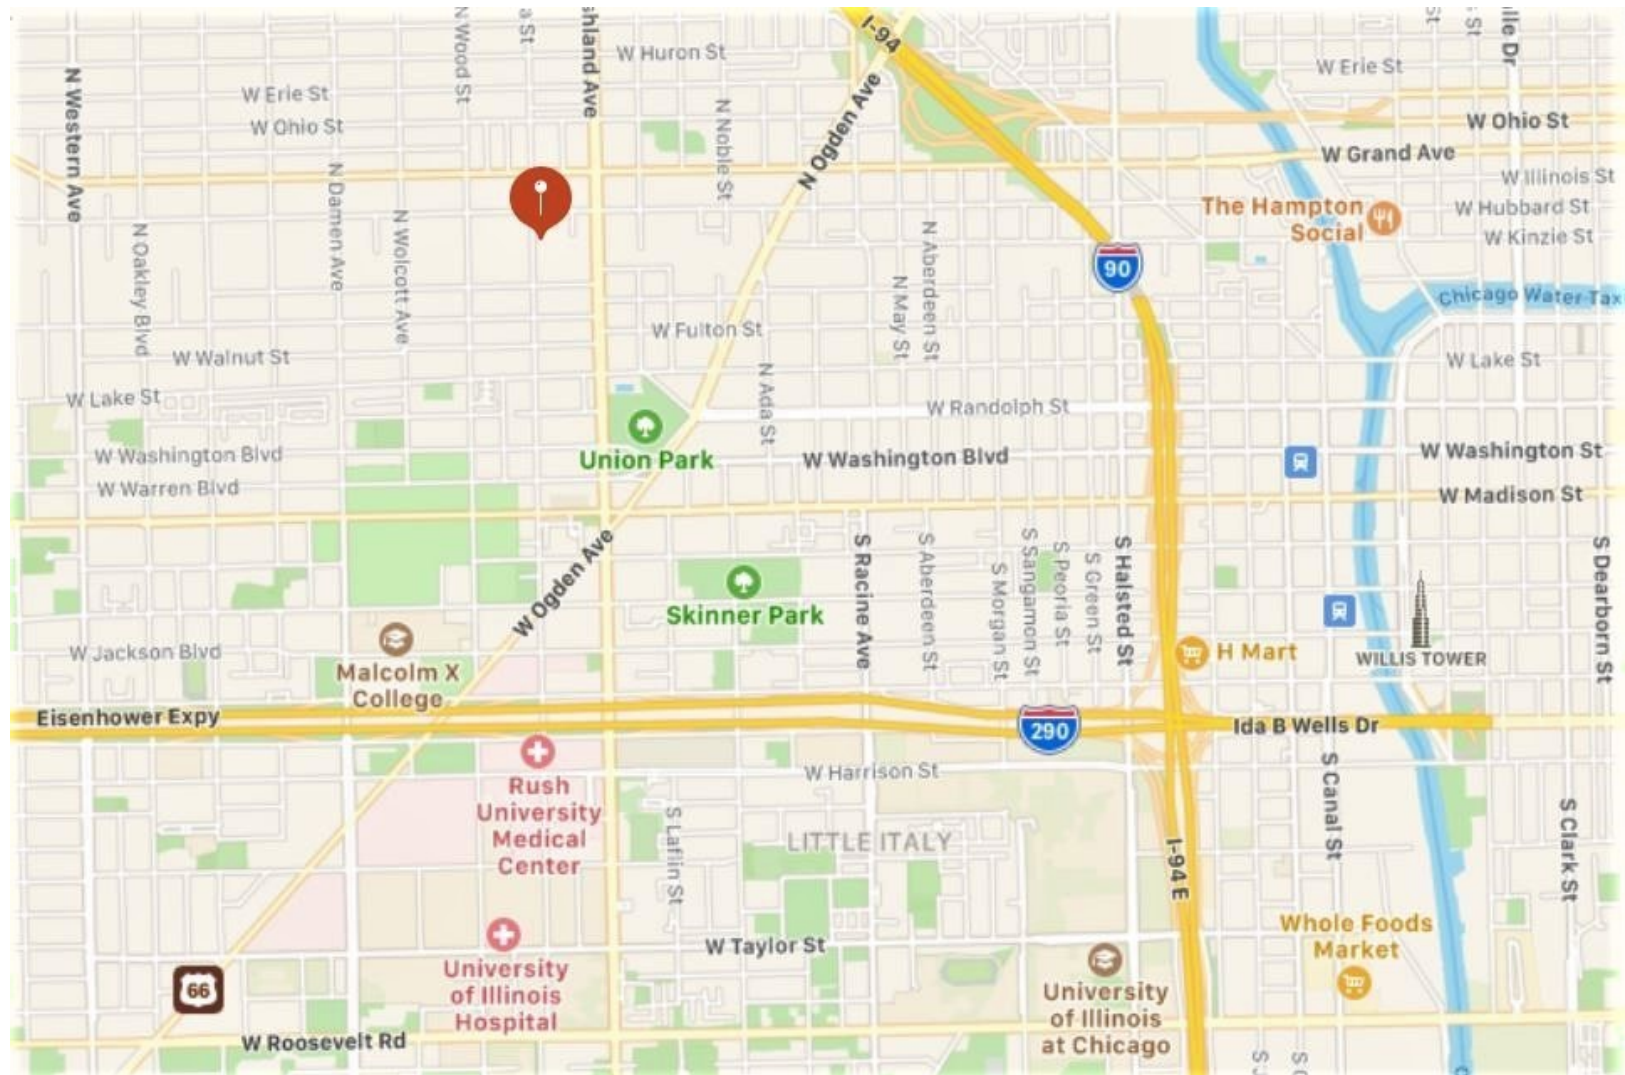 I-94
W Huron St
N Wood St
a St
shland Ave
St
St
lle Dr
W Erie St
N Western Ave
W Erie St
W Ohio St
N Noble St
N Ogden Ave
W Ohio St
W Grand Ave
W Illinois St
W Hubbard St
W Kinzie St
The Hampton
Social
N Damen Ave
N Wolcott Ave
N Oakley Blvd
N Aberdeen St
N May St
90
Chicago Water Tax
W Fulton St
W Walnut St
W Lake St
W Lake St
N Ada St
W Randolph St
Union Park
W Washington Blvd
W Washington Blvd
W Washington St
W Warren Blvd
W Madison St
W Ogden Ave
S Racine Ave
S Aberdeen St
S Morgan St
S Sangamon St
S Peoria St
S Green St
S Halsted St
S Dearborn St
Skinner Park
W Jackson Blvd
Malcolm X
College
H Mart
WILLIS TOWER
Eisenhower Expy
290
Ida B Wells Dr
Rush
University
Medical
Center
W Harrison St
S Canal St
S Laflin St
LITTLE ITALY
I-94 E
S Clark St
Whole Foods
Market
W Taylor St
University
of Illinois
Hospital
66
University
of Illinois
at Chicago
W Roosevelt Rd